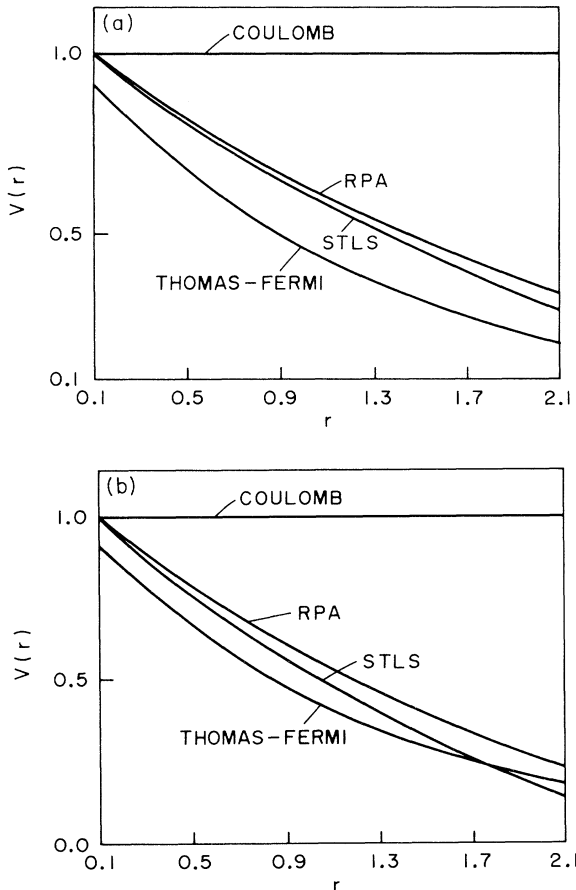 (a)
COULOMB
1.0
RPA
V(r)
0.5
STLS
THOMAS-FERMI
0.1
0.1 0.5 0.9 1.3 1.7 2.1
r
(b)
COULOMB
1.0
RPA
V(r)
STLS
0.5
THOMAS-FERMI
0.0
0.1 0.5 0.9 1.3 1.7 2.1
r